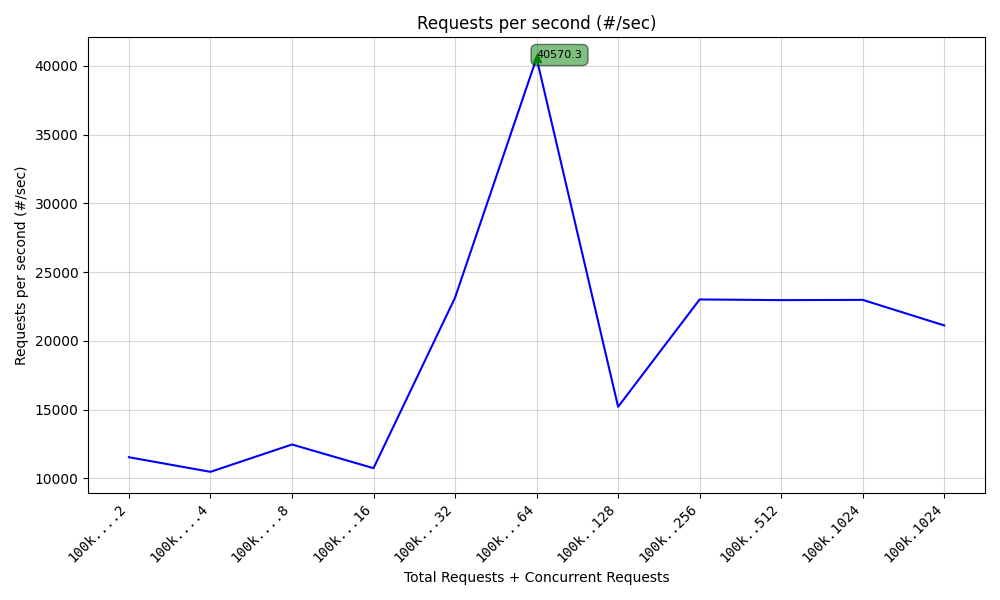 Requests per second (#/sec)
40570.3
40000
35000
30000
25000
20000
15000
10000
Requests per second (#/sec)
100k....2
100k....4
100k....8
100k...16
100k...32
100k...64
100k..128
100k..256
100k..512
100k.1024
100k.1024
Total Requests + Concurrent Requests